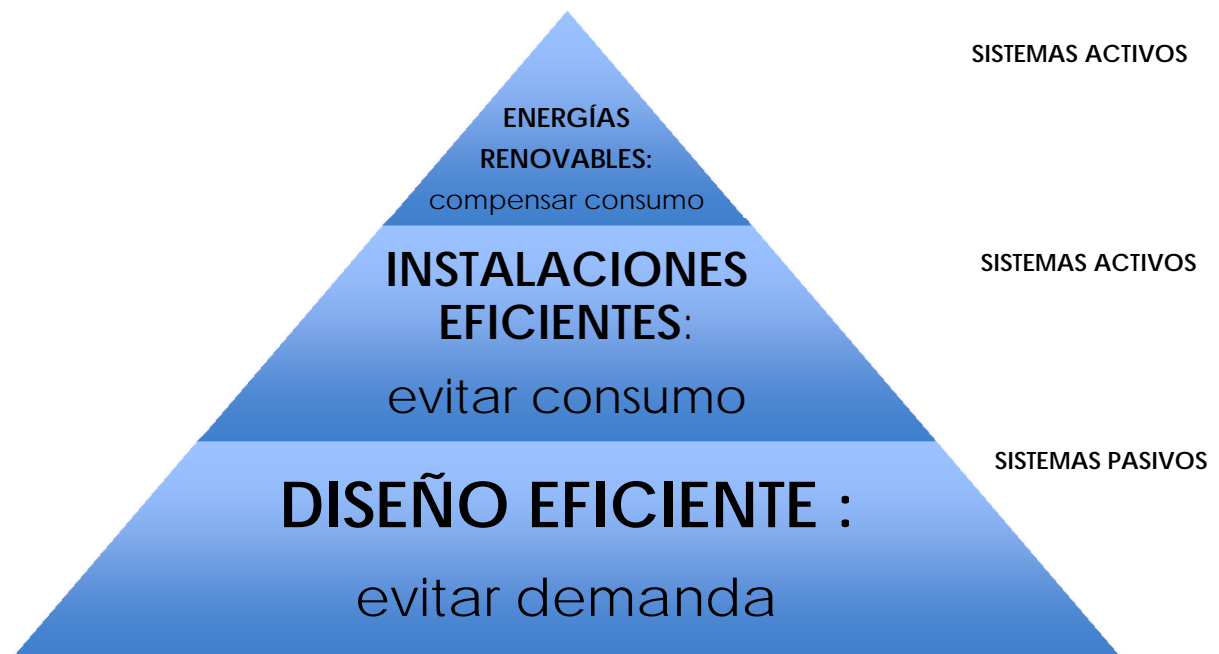 SISTEMAS ACTIVOS
ENERGÍAS
RENOVABLES:
compensar consumo
INSTALACIONES
EFICIENTES:
evitar consumo
SISTEMAS ACTIVOS
DISEÑO EFICIENTE :
evitar demanda
SISTEMAS PASIVOS